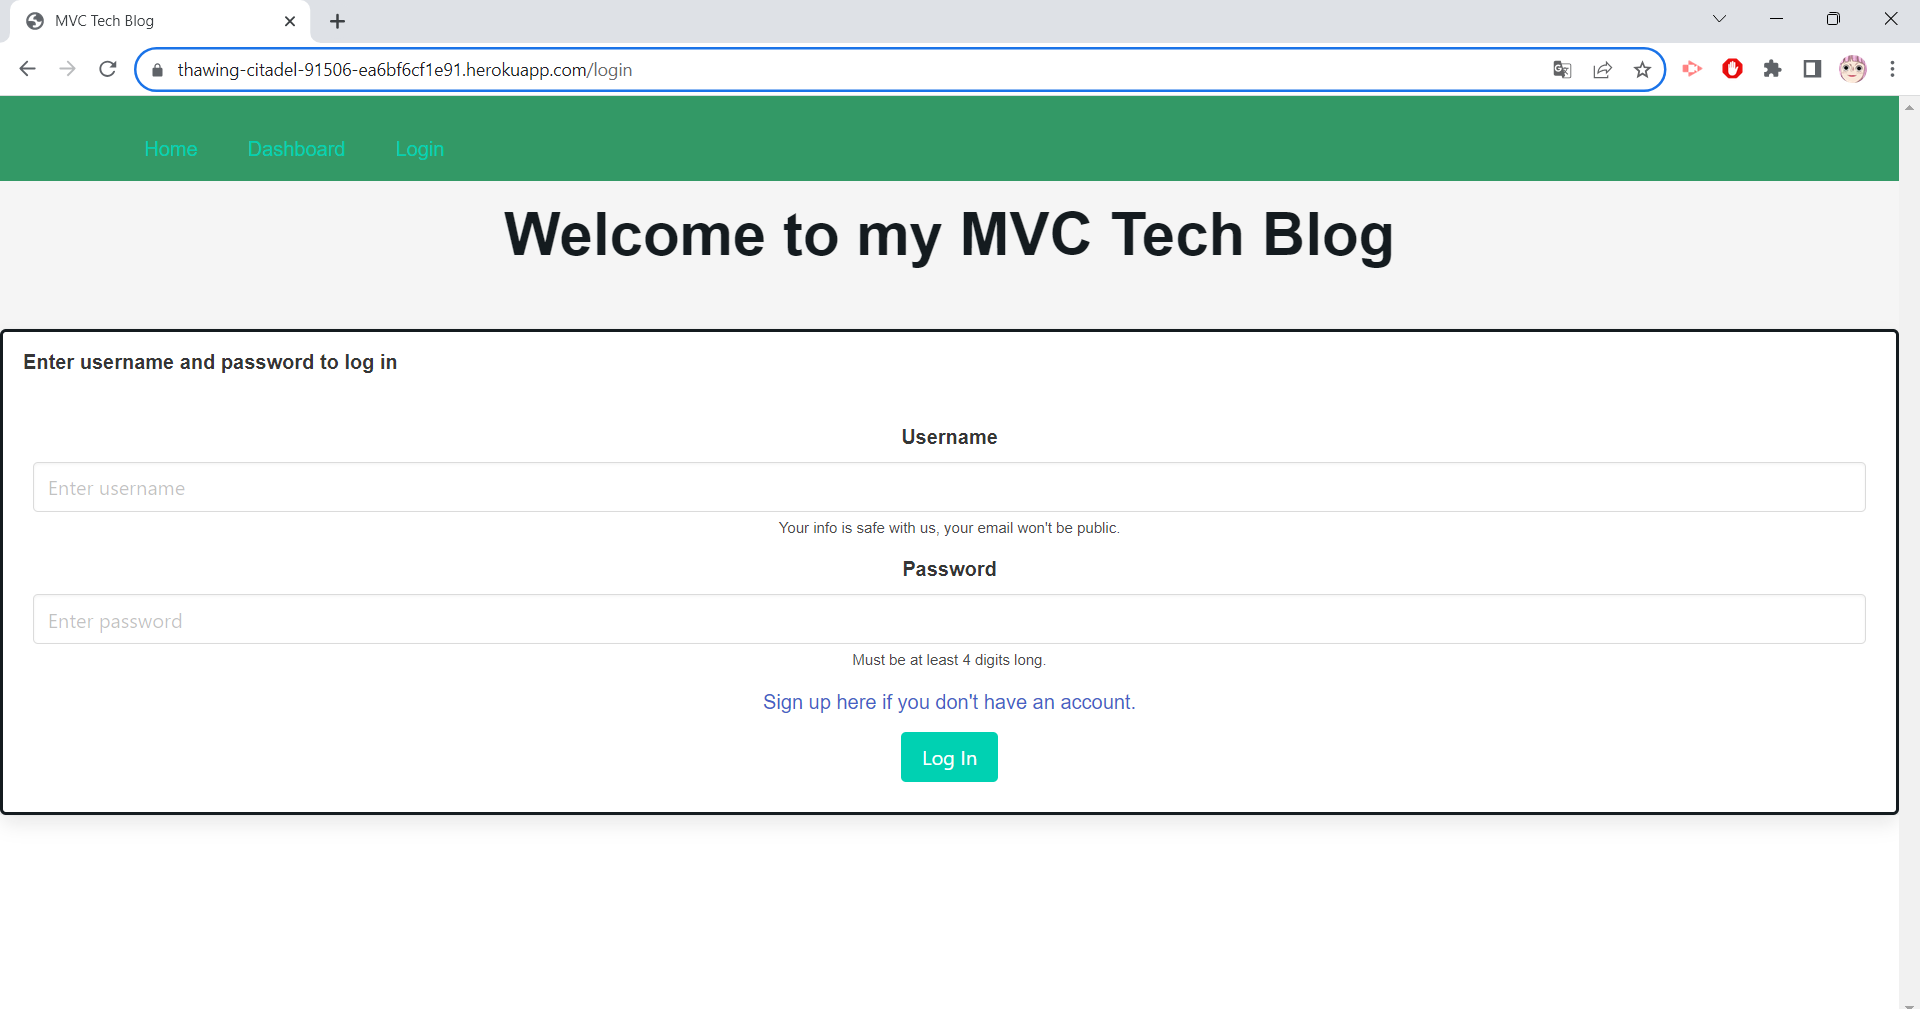 MVC Tech Blog
thawing-citadel-91506-ea6bf6cf1e91.herokuapp.com/login
Home Dashboard Login
Welcome to my MVC Tech Blog
Enter username and password to log in
Username
Enter username
Your info is safe with us, your email won't be public.
Password
Enter password
Must be at least 4 digits long.
Sign up here if you don't have an account.
Log In